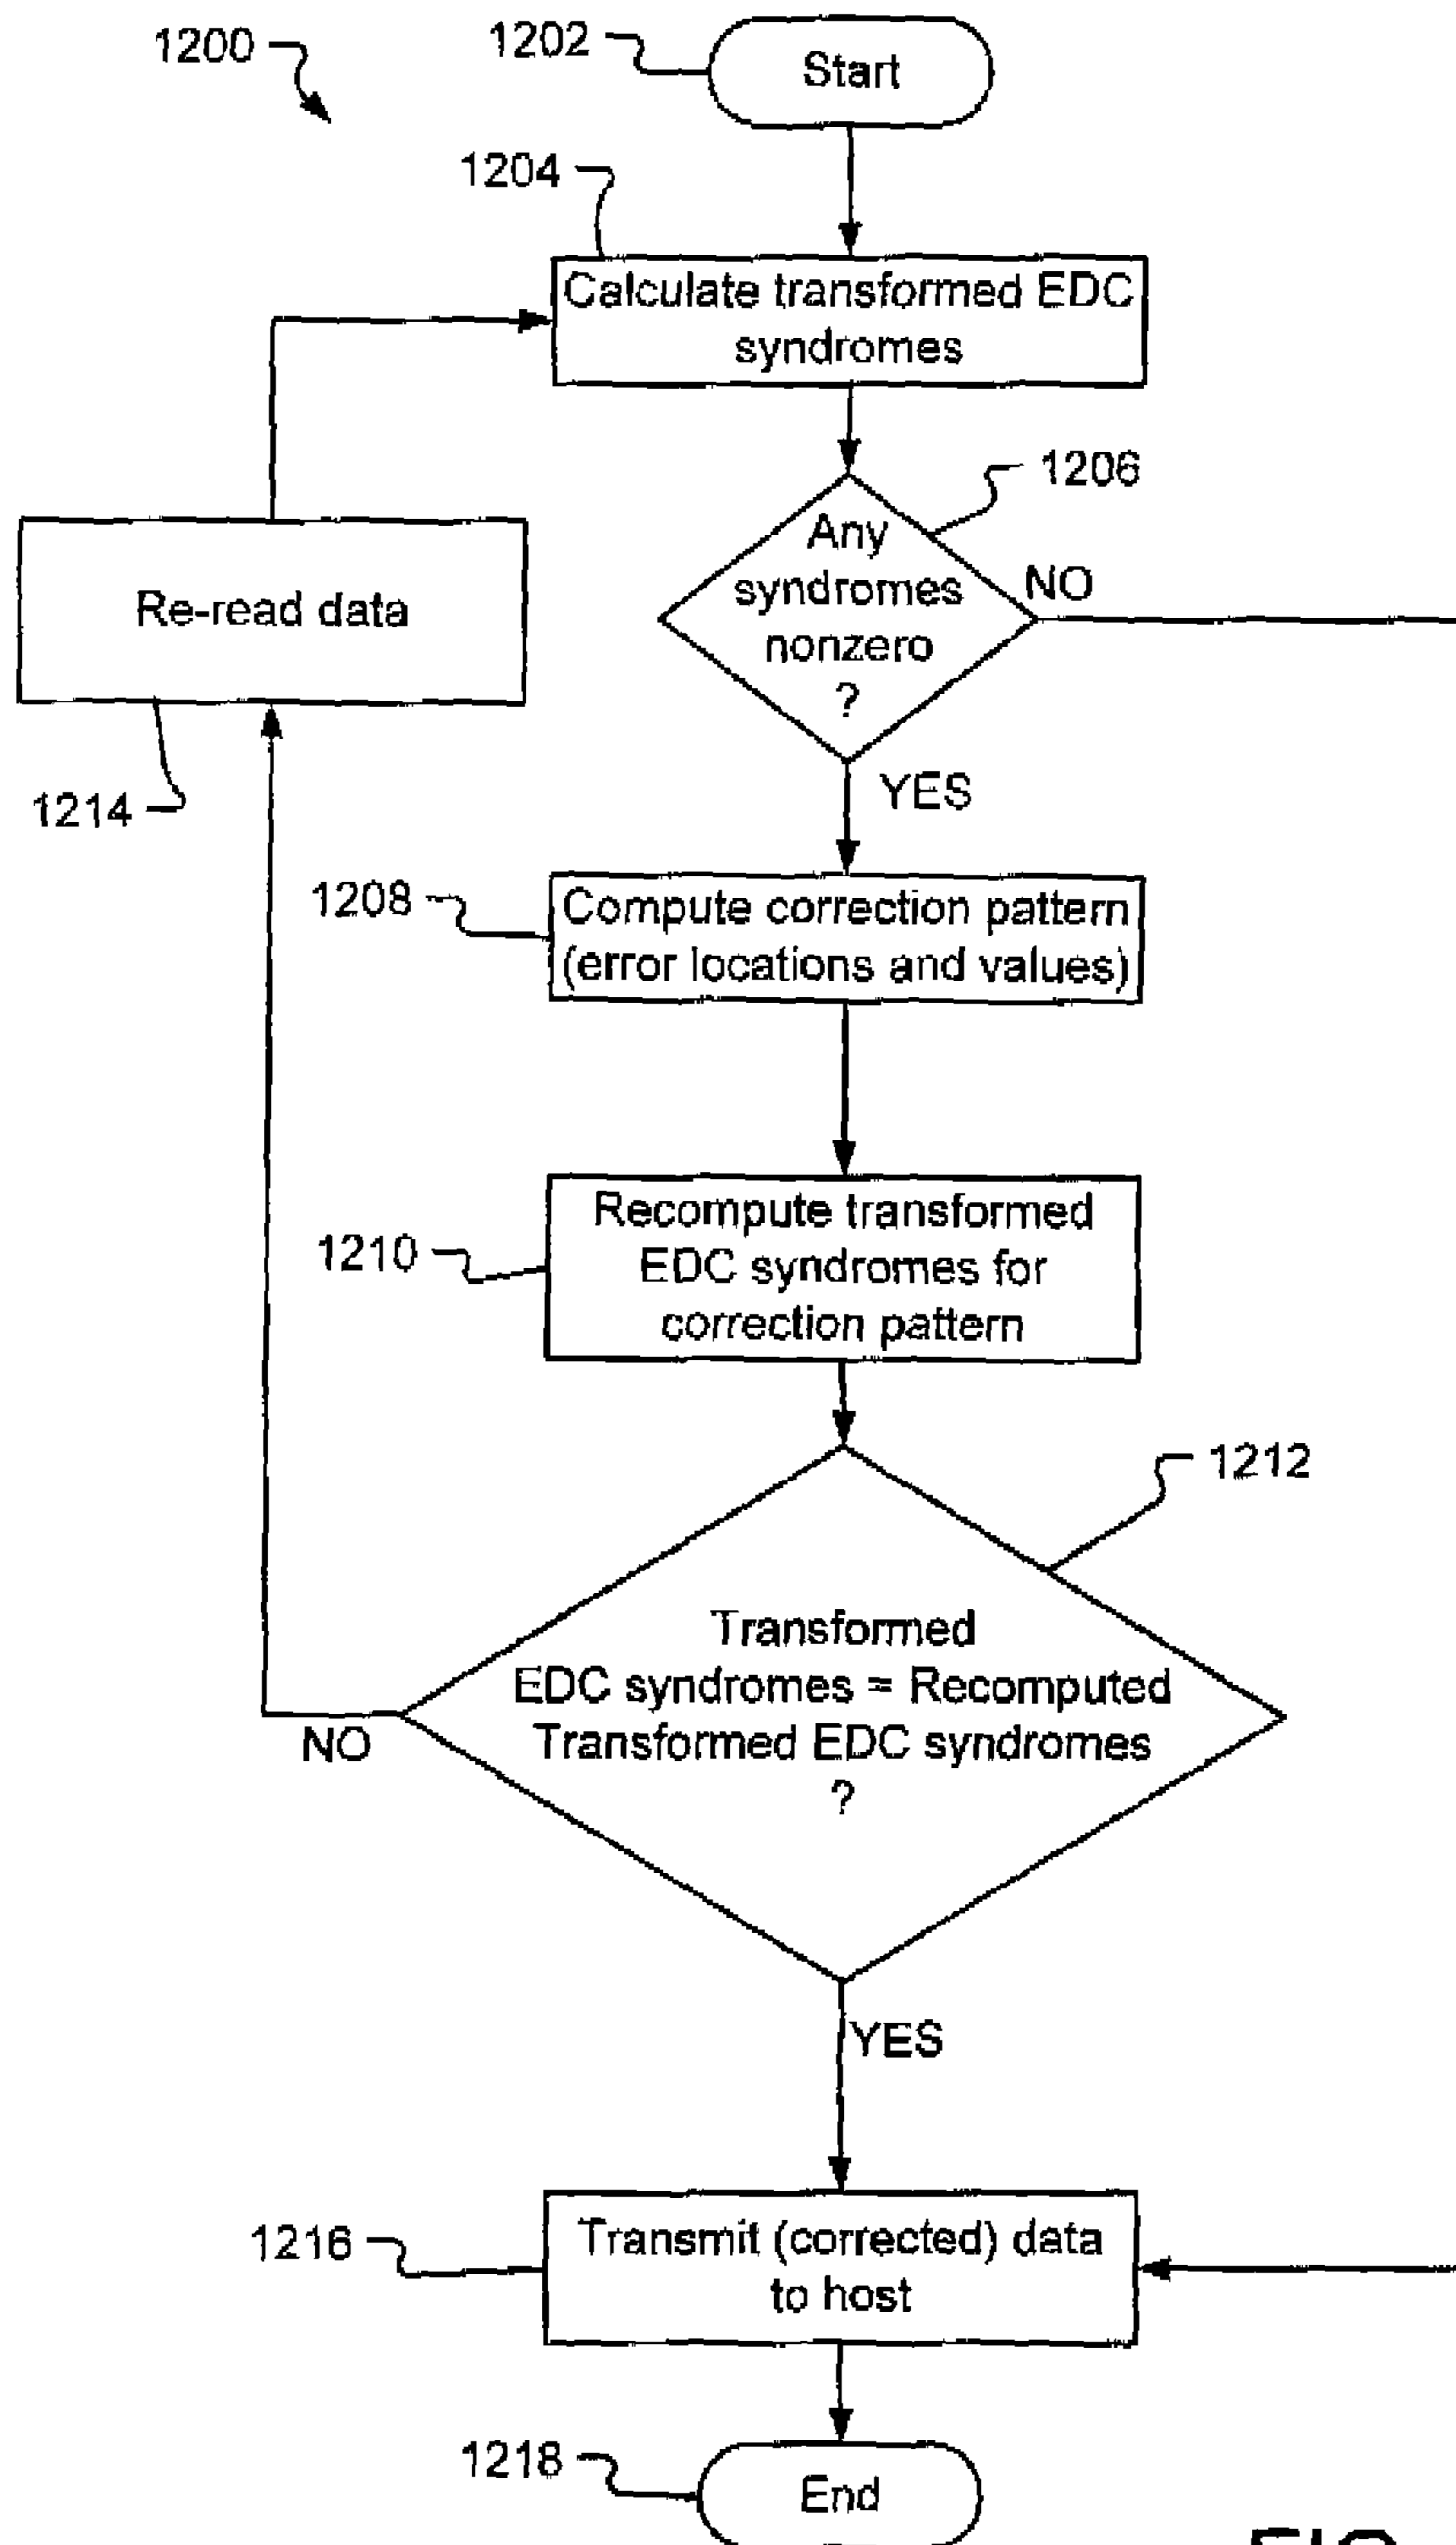 1200
1202
Start
1204
Calculate transformed EDC
syndromes
1206
Any
syndromes
nonzero
?
NO
YES
Re-read data
1214
1208
Compute correction pattern
(error locations and values)
1210
Recompute transformed
EDC syndromes for
correction pattern
1212
Transformed
EDC syndromes = Recomputed
Transformed EDC syndromes
?
NO
YES
1216
Transmit (corrected) data
to host
1218
End